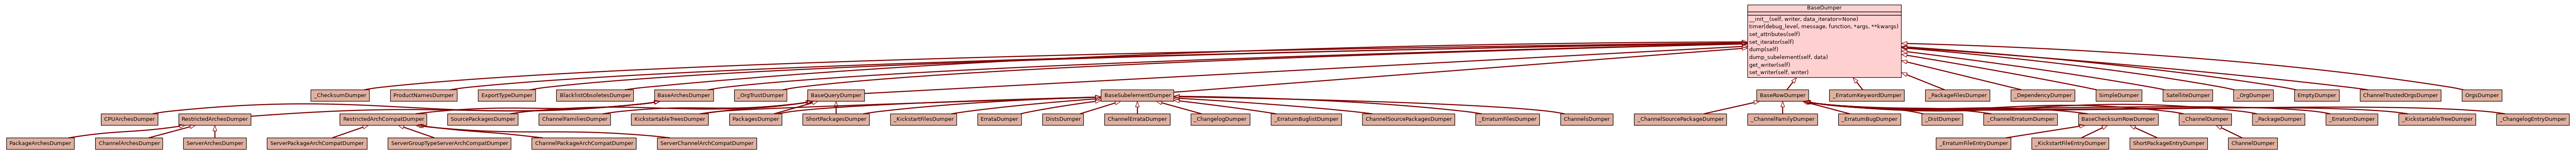 BaseDumper
__init__(self, writer, data_iterator=None)
timer(debug_level, message, function, *args, **kwargs)
set_attributes(self)
set_iterator(self)
dump(self)
dump_subelement(self, data)
get_writer(self)
set_writer(self, writer)
_ChecksumDumper
ProductNamesDumper
ExportTypeDumper
BlacklistObsoletesDumper
BaseArchesDumper
_OrgTrustDumper
BaseQueryDumper
BaseSubelementDumper
BaseRowDumper
_ErratumKeywordDumper
_PackageFilesDumper
_DependencyDumper
SimpleDumper
SatelliteDumper
_OrgDumper
EmptyDumper
ChannelTrustedOrgsDumper
OrgsDumper
CPUArchesDumper
RestrictedArchesDumper
RestrictedArchCompatDumper
SourcePackagesDumper
ChannelFamiliesDumper
KickstartableTreesDumper
PackagesDumper
ShortPackagesDumper
_KickstartFilesDumper
ErrataDumper
DistsDumper
ChannelErrataDumper
_ChangelogDumper
_ErratumBuglistDumper
ChannelSourcePackagesDumper
_ErratumFilesDumper
ChannelsDumper
_ChannelSourcePackageDumper
_ChannelFamilyDumper
_ErratumBugDumper
_DistDumper
_ChannelErratumDumper
BaseChecksumRowDumper
_ChannelDumper
_PackageDumper
_ErratumDumper
_KickstartableTreeDumper
_ChangelogEntryDumper
PackageArchesDumper
ChannelArchesDumper
ServerArchesDumper
ServerPackageArchCompatDumper
ServerGroupTypeServerArchCompatDumper
ChannelPackageArchCompatDumper
ServerChannelArchCompatDumper
_ErratumFileEntryDumper
_KickstartFileEntryDumper
ShortPackageEntryDumper
ChannelDumper